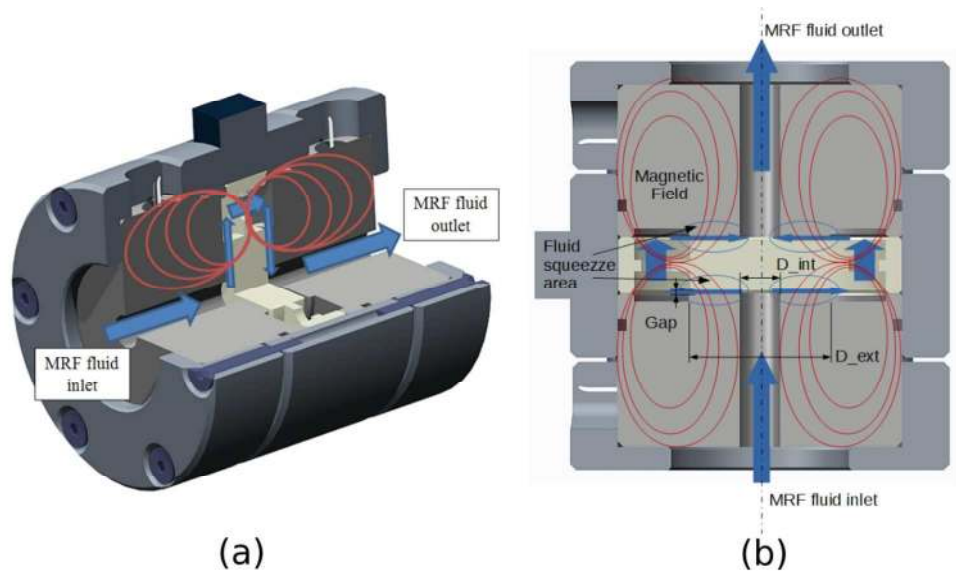 MRF fluid
outlet
MRF fluid
inlet
(a)
MRF fluid outlet
Magnetic
Field
Fluid
squeezze
area
D_int
Gap
D_ext
MRF fluid inlet
(b)